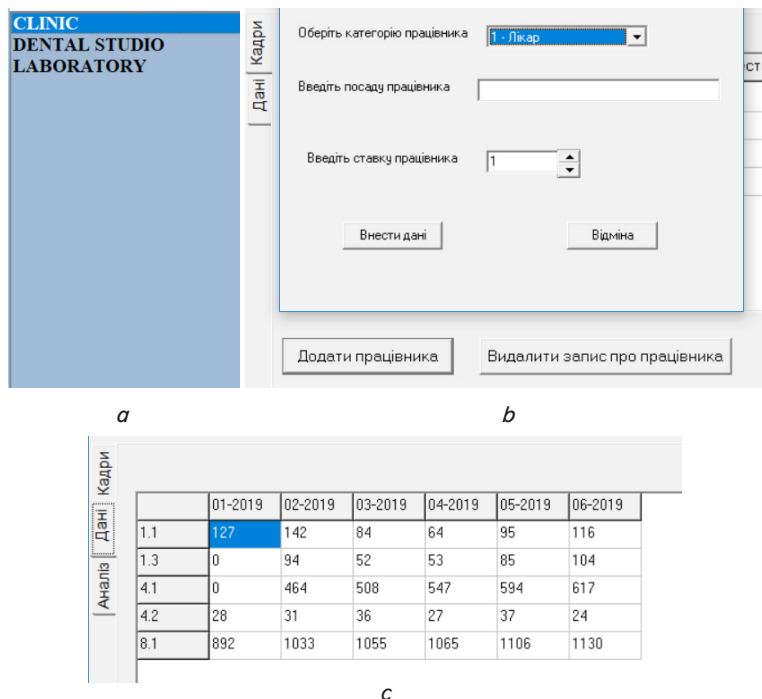 CLINIC
DENTAL STUDIO
LABORATORY
Кадри
Дані
Оберіть категорію працівника
1 - Лікар
Введіть посаду працівника
Введіть ставку працівника
1
Внести дані
Відміна
Додати працівника
Видалити запис про працівника
a
b
Кадри
Дані
Аналіз
01-2019 02-2019 03-2019 04-2019 05-2019 06-2019
1.1 127 142 84 64 95 116
1.3 0 94 52 53 85 104
4.1 0 464 508 547 594 617
4.2 28 31 36 27 37 24
8.1 892 1033 1055 1065 1106 1130
c